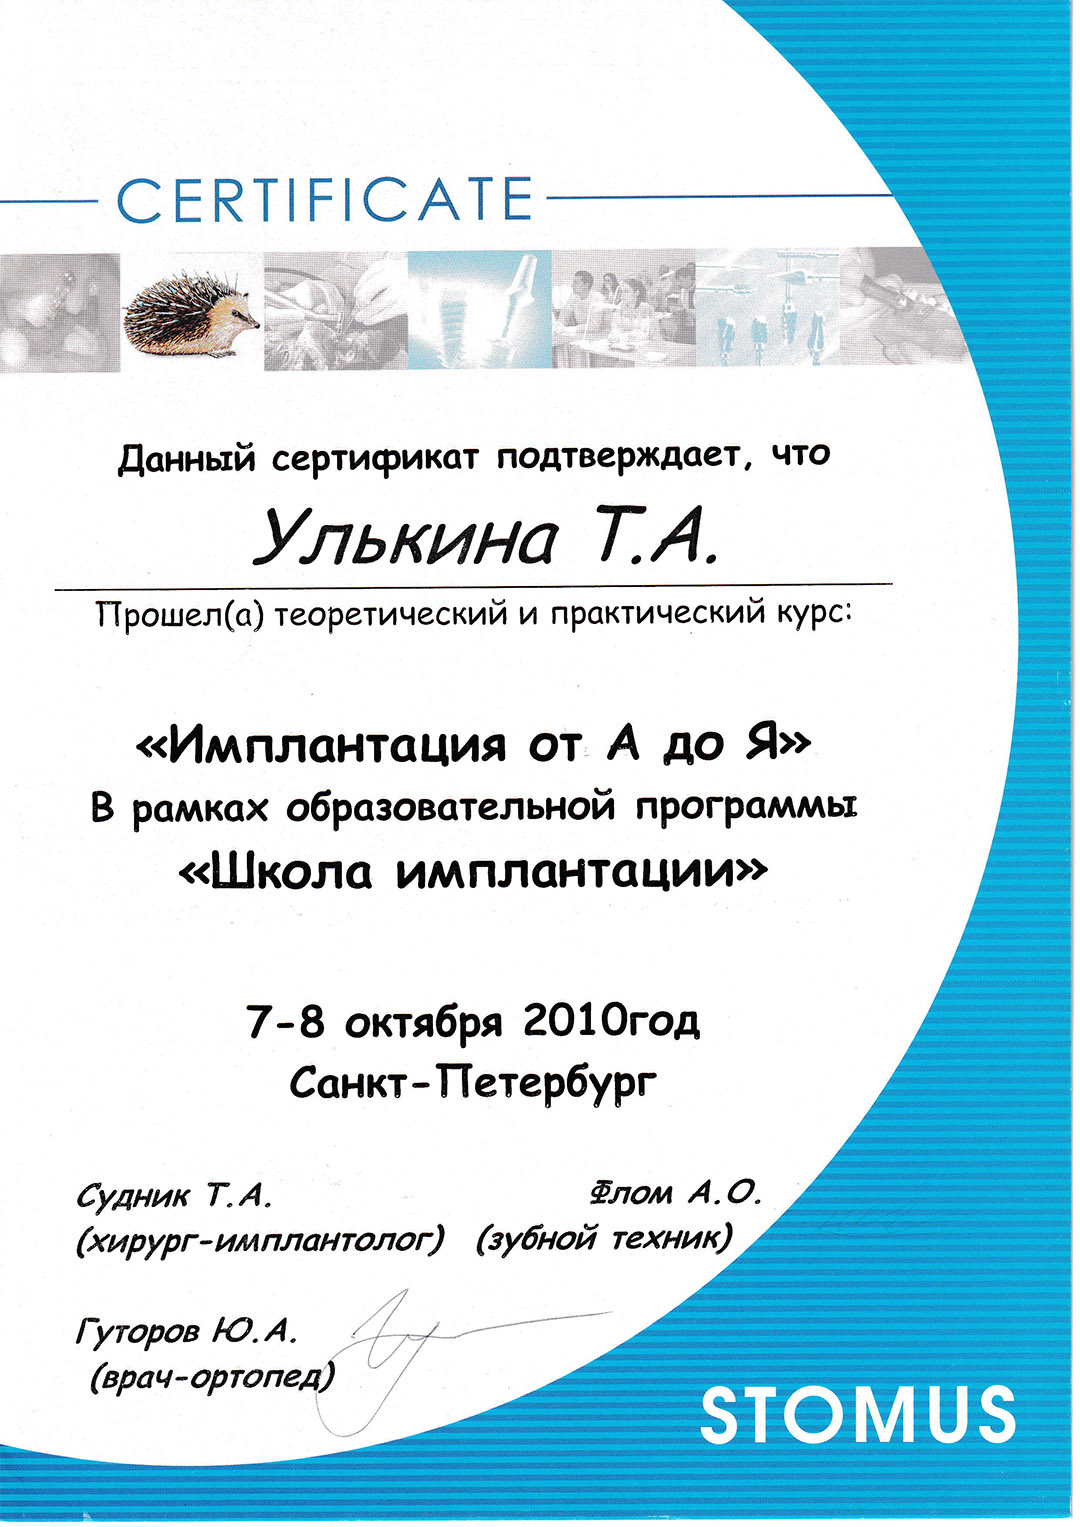 CERTIFICATE
Данный сертификат подтверждает, что
Улькина Т.А.
Прошел(а) теоретический и практический курс:
«Имплантация от А до Я»
В рамках образовательной программы
«Школа имплантации»
7-8 октября 2010год
Санкт-Петербург
Судник Т.А. Флом А.О.
(хирург-имплантолог) (зубной техник)
Гуторов Ю.А.
(врач-ортопед)
STOMUS